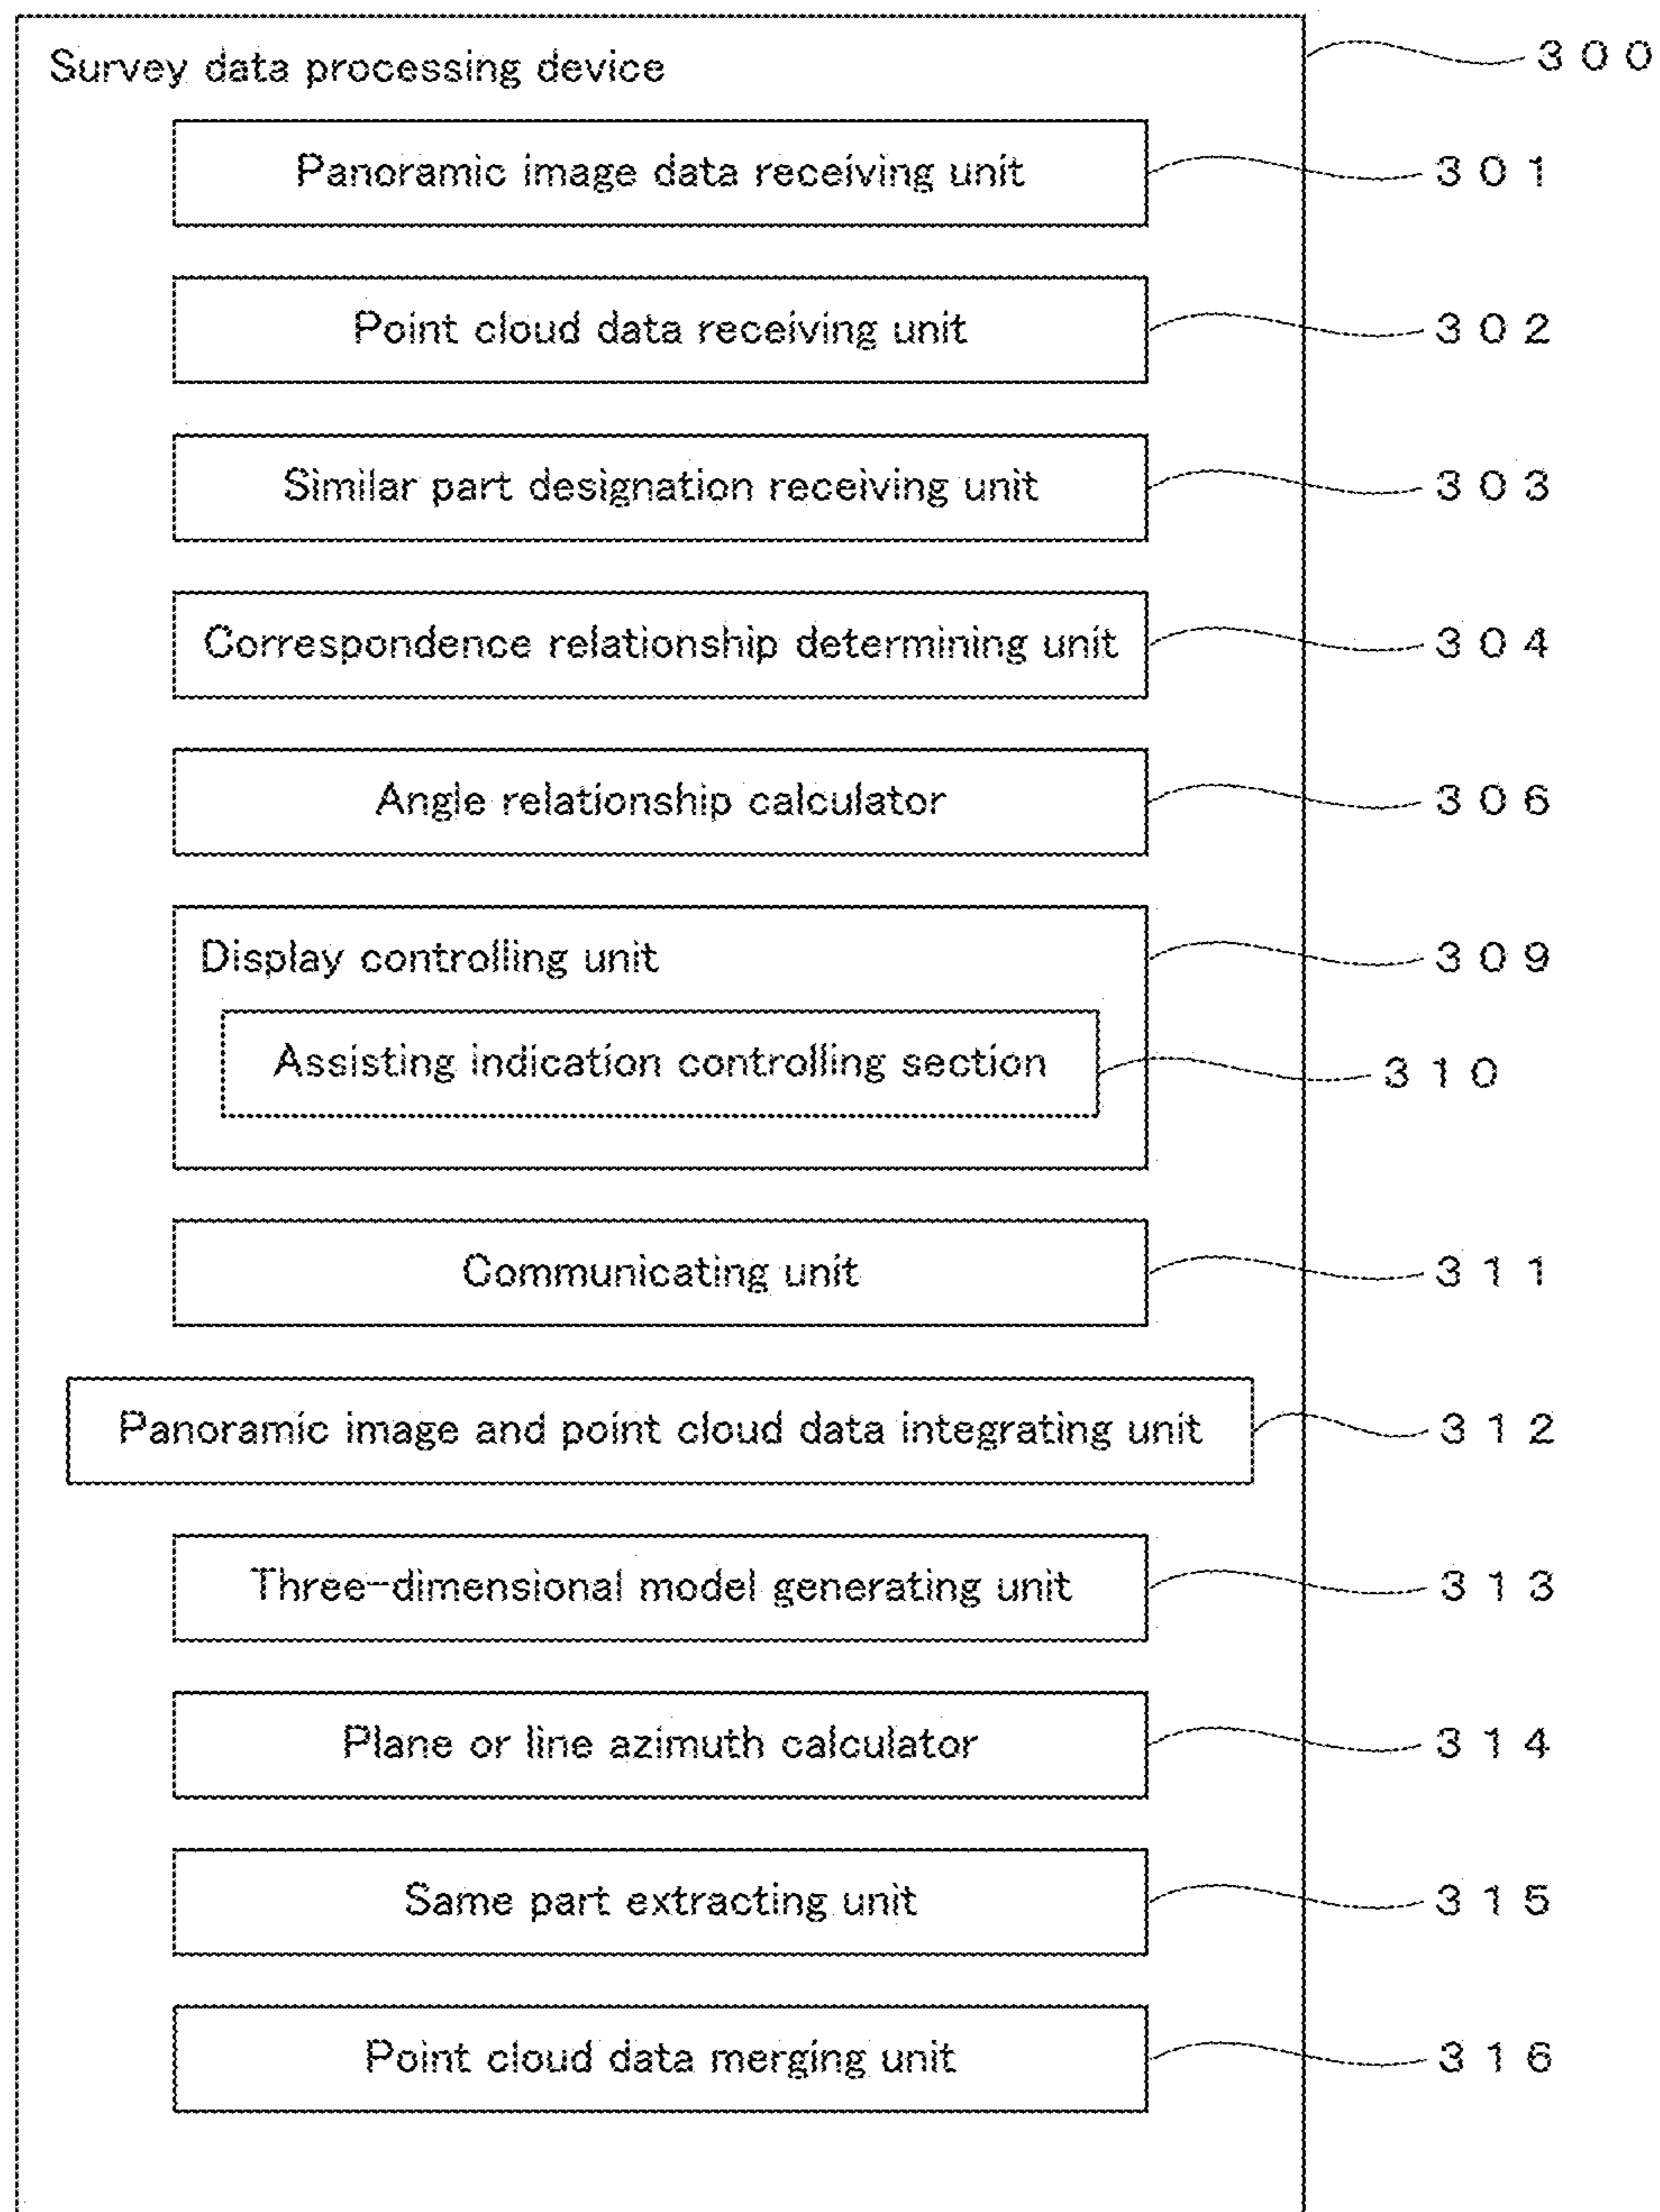 Survey data processing device
３００
Panoramic image data receiving unit
３０１
Point cloud data receiving unit
３０２
Similar part designation receiving unit
３０３
Correspondence relationship determining unit
３０４
Angle relationship calculator
３０６
Display controlling unit
３０９
Assisting indication controlling section
３１０
Communicating unit
３１１
Panoramic image and point cloud data integrating unit
３１２
Three-dimensional model generating unit
３１３
Plane or line azimuth calculator
３１４
Same part extracting unit
３１５
Point cloud data merging unit
３１６